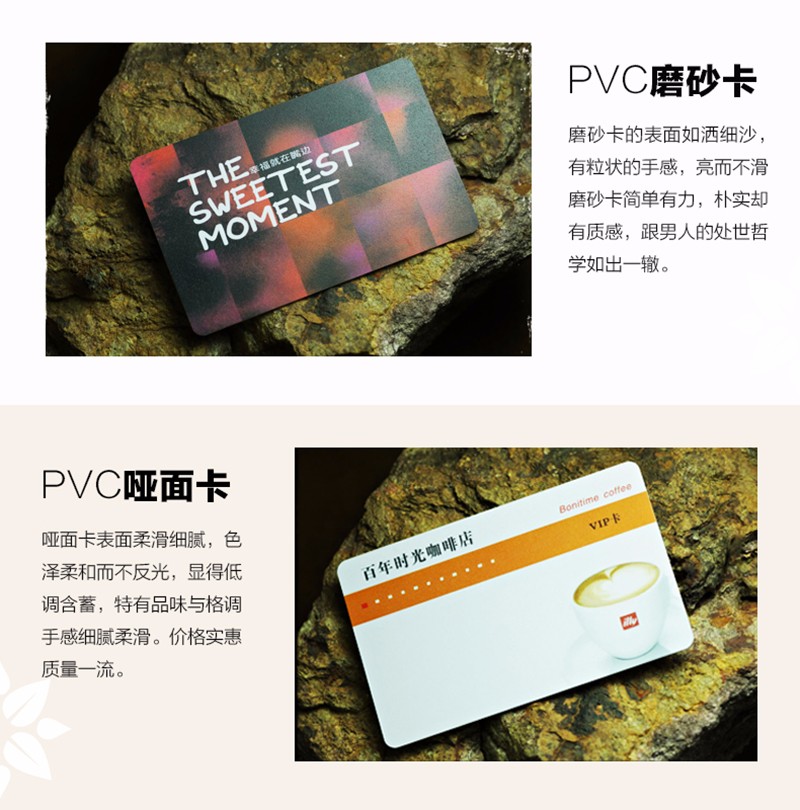 PVC磨砂卡
磨砂卡的表面如洒细沙，
有粒状的手感，亮而不滑
磨砂卡简单有力，朴实却
有质感，跟男人的处世哲
学如出一辙。
THE
幸福就在嘴边
SWEETEST
MOMENT
PVC哑面卡
哑面卡表面柔滑细腻，色
泽柔和而不反光，显得低
调含蓄，特有品味与格调
手感细腻柔滑。价格实惠
质量一流。
Bonitime coffee
百年时光咖啡店
VIP卡
illy